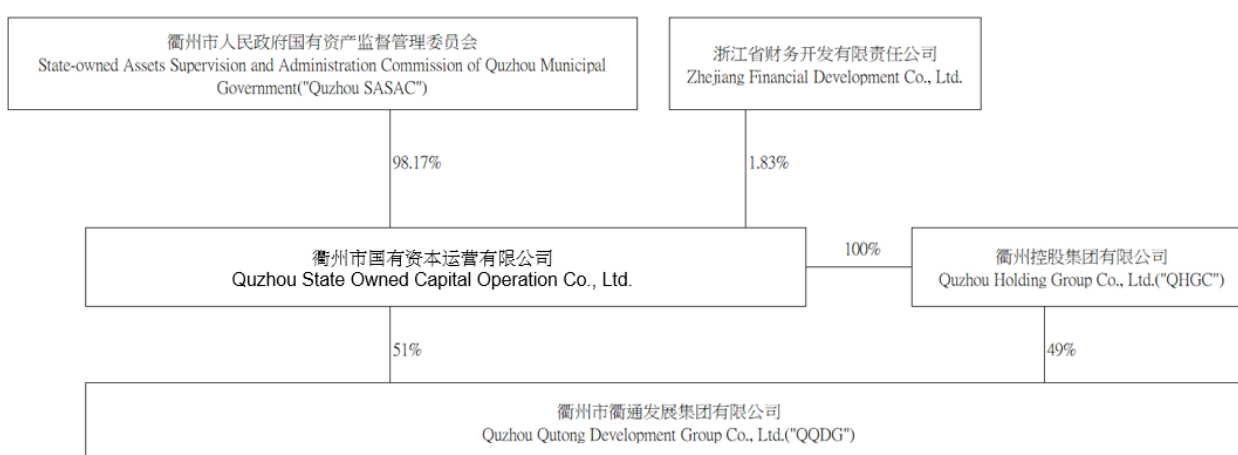 衢州市人民政府国有资产监督管理委员会
State-owned Assets Supervision and Administration Commission of Quzhou Municipal
Government("Quzhou SASAC")
浙江省财务开发有限责任公司
Zhejiang Financial Development Co., Ltd.
98.17%
1.83%
衢州市国有资本运营有限公司
Quzhou State Owned Capital Operation Co., Ltd.
100%
衢州控股集团有限公司
Quzhou Holding Group Co., Ltd.("QHGC")
51%
49%
衢州市衢通发展集团有限公司
Quzhou Qutong Development Group Co., Ltd.("QQDG")